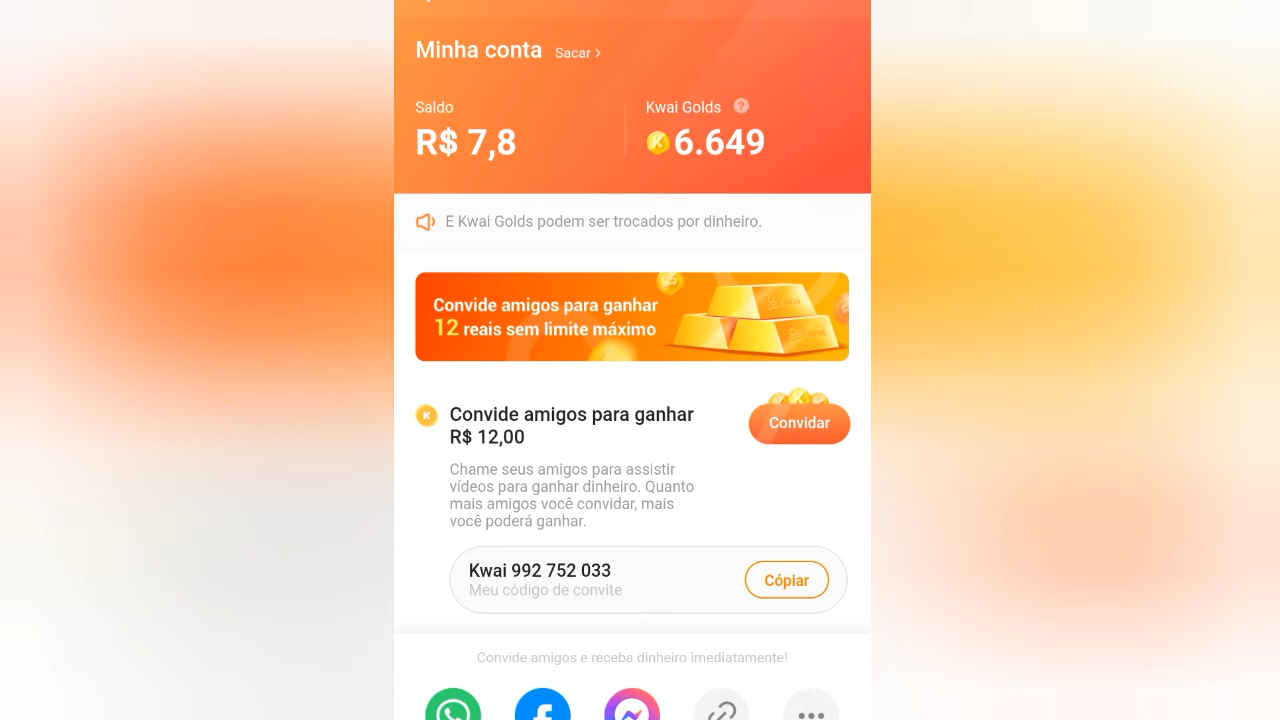 Minha conta Sacar >
Saldo
Kwai Golds ?
R$ 7,8
6.649
E Kwai Golds podem ser trocados por dinheiro.
Convide amigos para ganhar
12 reais sem limite máximo
Convide amigos para ganhar
R$ 12,00
Convidar
Chame seus amigos para assistir
vídeos para ganhar dinheiro. Quanto
mais amigos você convidar, mais
você poderá ganhar.
Kwai 992 752 033
Meu código de convite
Cópiar
Convide amigos e receba dinheiro imediatamente!